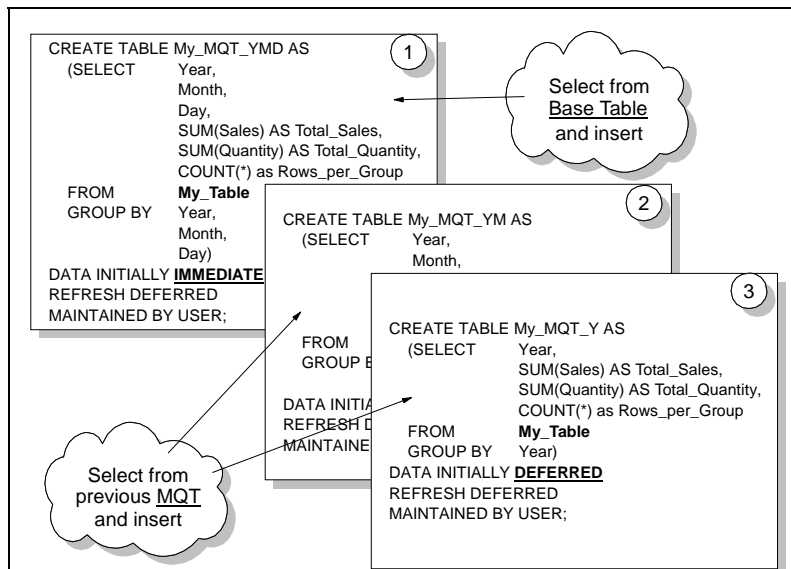 CREATE TABLE My_MQT_YMD AS
(SELECT Year,
Month,
Day,
SUM(Sales) AS Total_Sales,
SUM(Quantity) AS Total_Quantity,
COUNT(*) as Rows_per_Group
FROM My_Table
GROUP BY Year,
Month,
Day)
DATA INITIALLY IMMEDIATE
REFRESH DEFERRED
MAINTAINED BY USER;
1
Select from
Base Table
and insert
2
CREATE TABLE My_MQT_YM AS
(SELECT Year,
Month,
FROM
GROUP B
DATA INITIA
REFRESH D
MAINTAINE
3
CREATE TABLE My_MQT_Y AS
(SELECT Year,
SUM(Sales) AS Total_Sales,
SUM(Quantity) AS Total_Quantity,
COUNT(*) as Rows_per_Group
FROM My_Table
GROUP BY Year)
DATA INITIALLY DEFERRED
REFRESH DEFERRED
MAINTAINED BY USER;
Select from
previous MQT
and insert